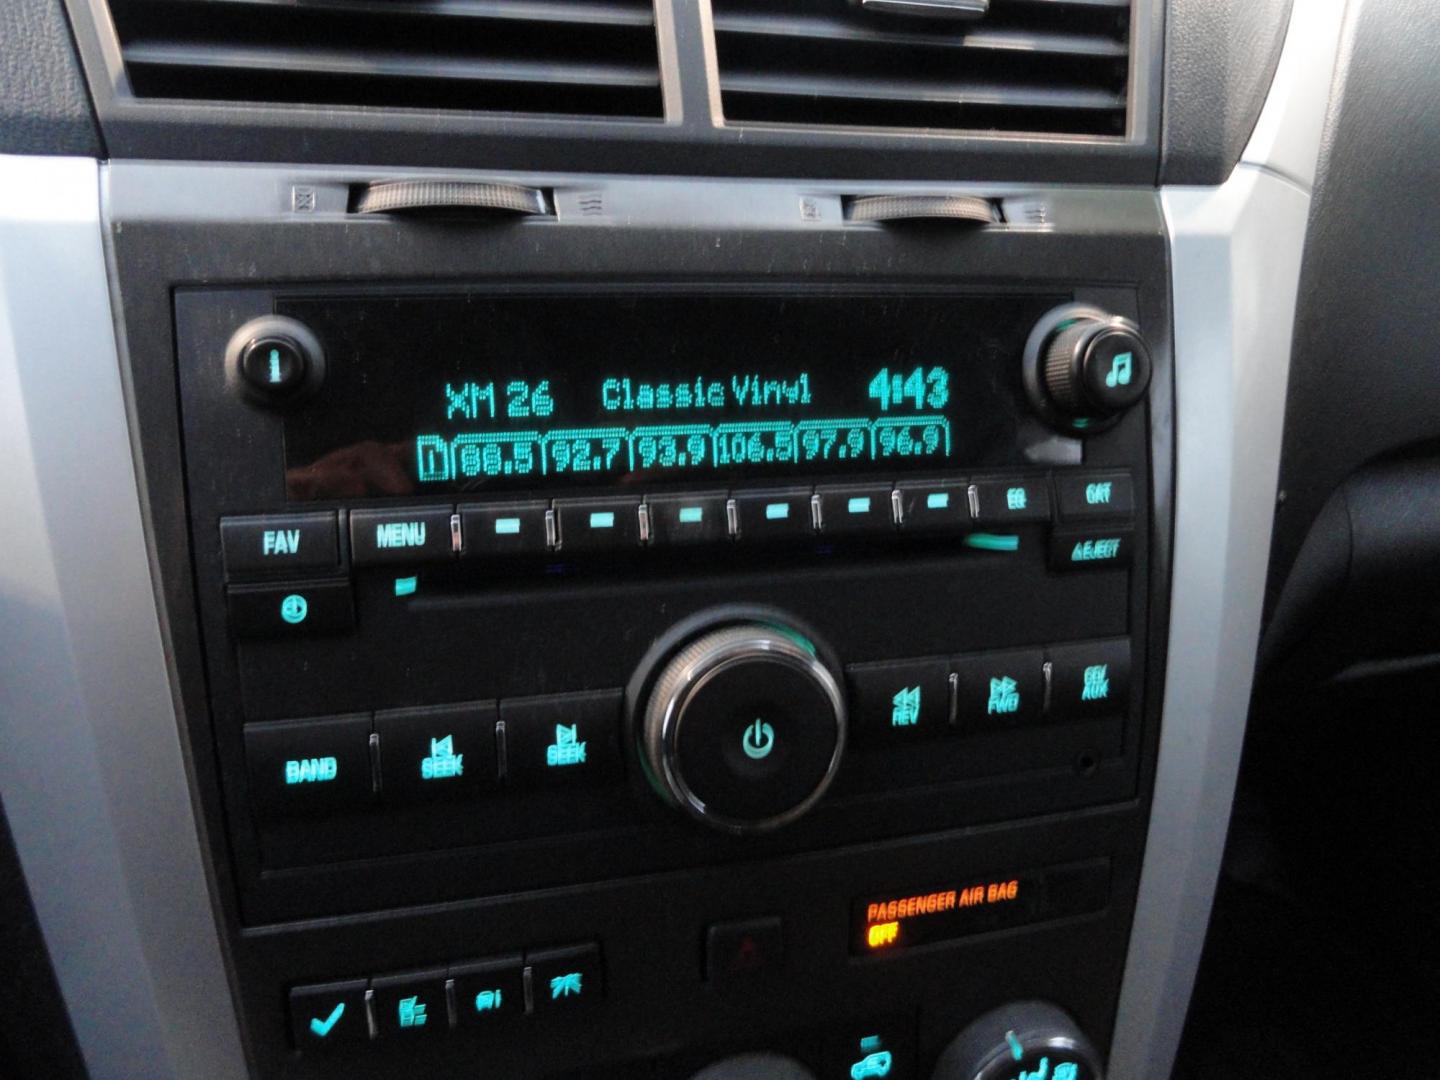 XM 26 Classic Vinyl 4:43
1 88.5 92.7 93.9 106.5 97.9 96.9
FAV MENU EQ CAT
EJECT
BAND SEEK SEEK REV FWD CD/AUX
PASSENGER AIR BAG
OFF